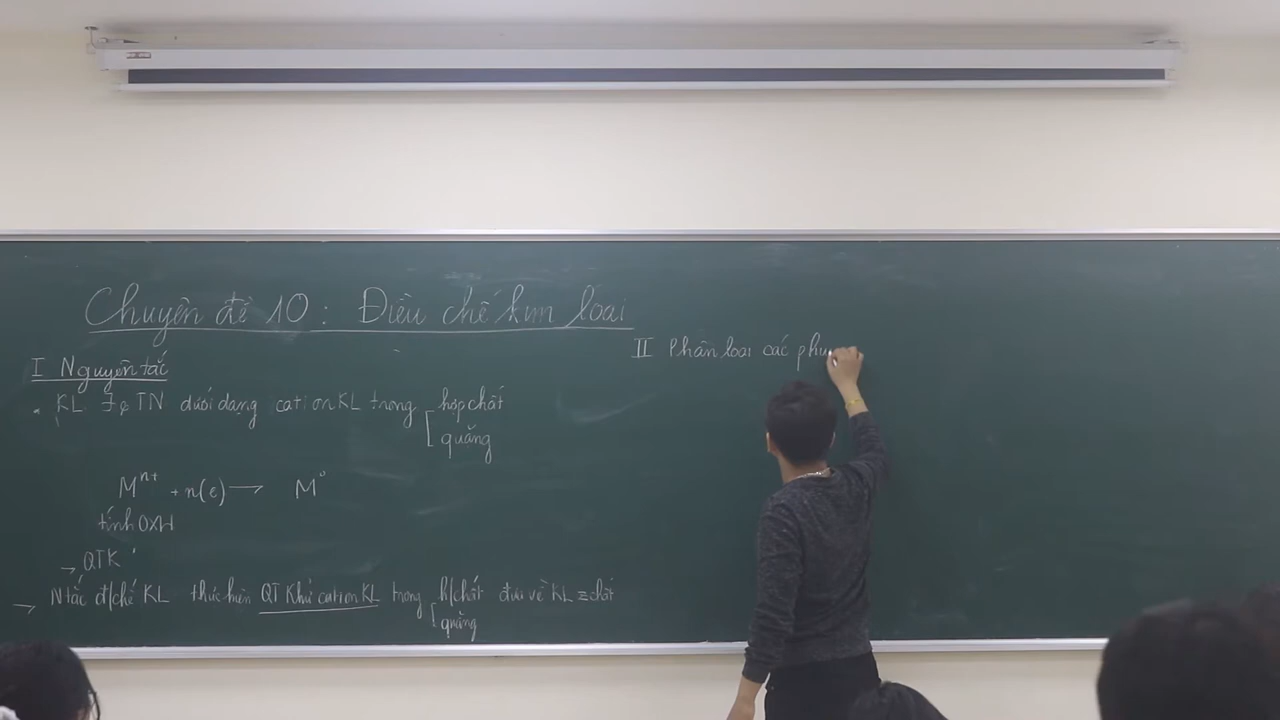 Chuyên đề 10 : Điều chế kim loại
I Nguyên tắc
• KL ∃ ở TN dưới dạng cation KL trong [ hợp chất
quặng
Mⁿ⁺ + n(e) → M⁰
tính OXH
→ QTK
→ Ntắc đ/chế KL thực hiện QT Khử cation KL trong [ h/chất đưa về KL ≡ chất
quặng
II Phân loại các phư